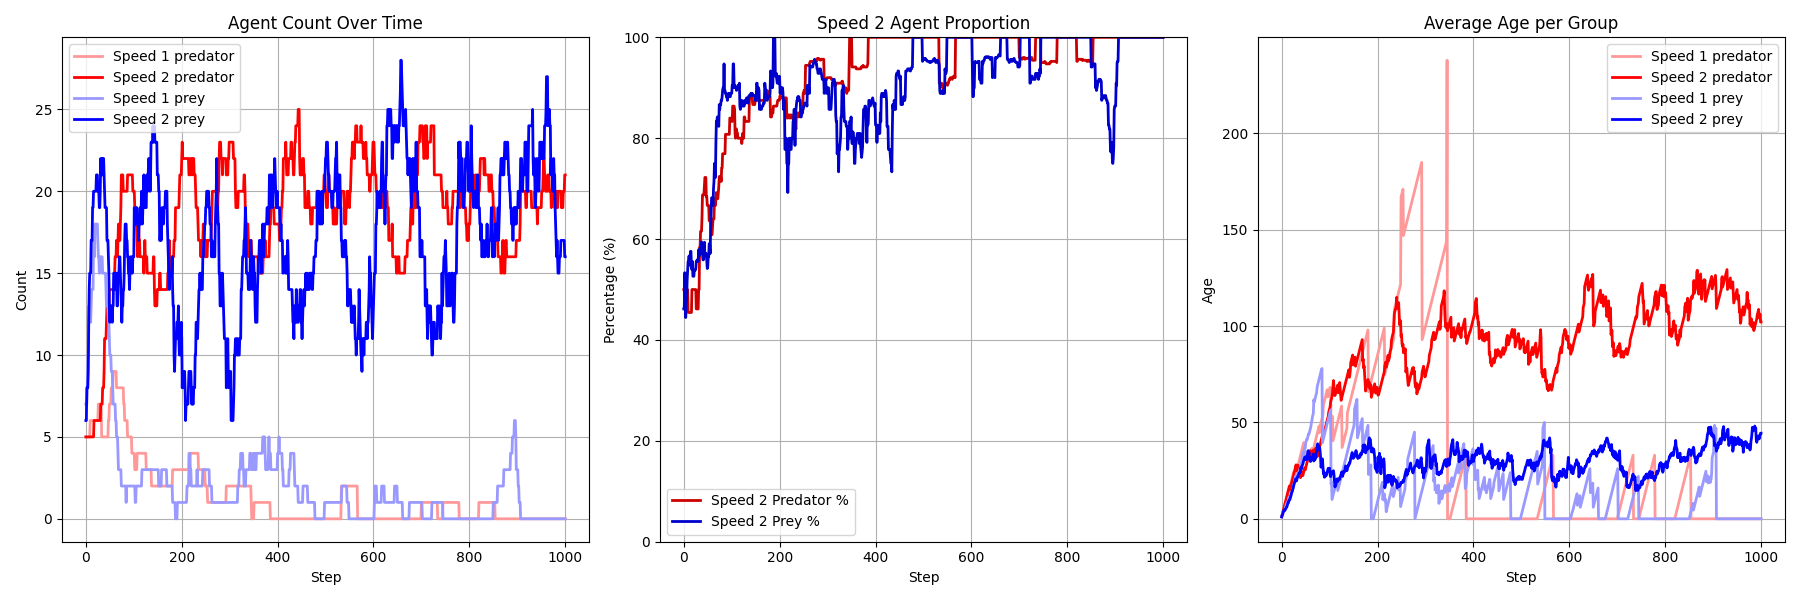 Agent Count Over Time
Speed 1 predator
Speed 2 predator
Speed 1 prey
Speed 2 prey
25
20
15
10
5
0
Count
0 200 400 600 800 1000
Step
Speed 2 Agent Proportion
100
80
60
40
20
0
Percentage (%)
Speed 2 Predator %
Speed 2 Prey %
0 200 400 600 800 1000
Step
Average Age per Group
Speed 1 predator
Speed 2 predator
Speed 1 prey
Speed 2 prey
200
150
100
50
0
Age
0 200 400 600 800 1000
Step